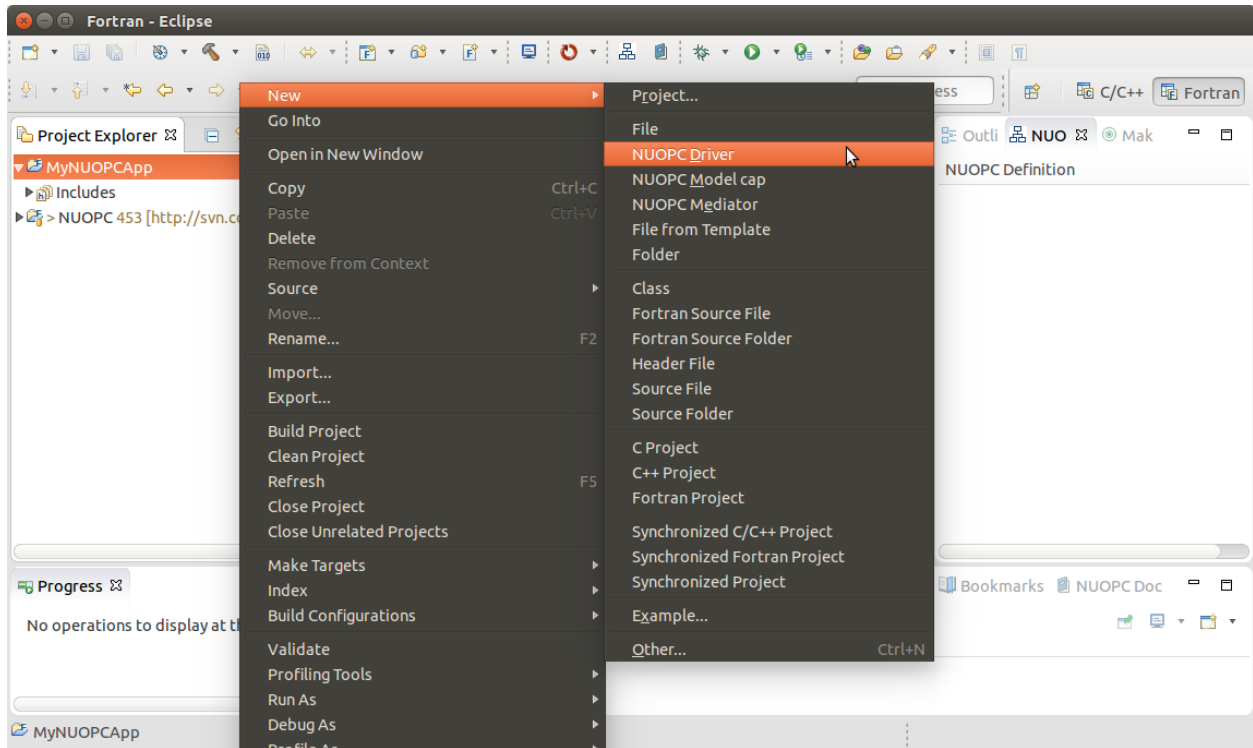 Fortran - Eclipse
010
ess
C/C++
Fortran
Project Explorer
MyNUOPCApp
Includes
> NUOPC 453 [http://svn.c
New
Go Into
Open in New Window
Copy Ctrl+C
Paste Ctrl+V
Delete
Remove from Context
Source
Move...
Rename... F2
Import...
Export...
Build Project
Clean Project
Refresh F5
Close Project
Close Unrelated Projects
Make Targets
Index
Build Configurations
Validate
Profiling Tools
Run As
Debug As
Profile As
Project...
File
NUOPC Driver
NUOPC Model cap
NUOPC Mediator
File from Template
Folder
Class
Fortran Source File
Fortran Source Folder
Header File
Source File
Source Folder
C Project
C++ Project
Fortran Project
Synchronized C/C++ Project
Synchronized Fortran Project
Synchronized Project
Example...
Other... Ctrl+N
Outli
NUO
Mak
NUOPC Definition
Progress
No operations to display at t
Bookmarks
NUOPC Doc
MyNUOPCApp